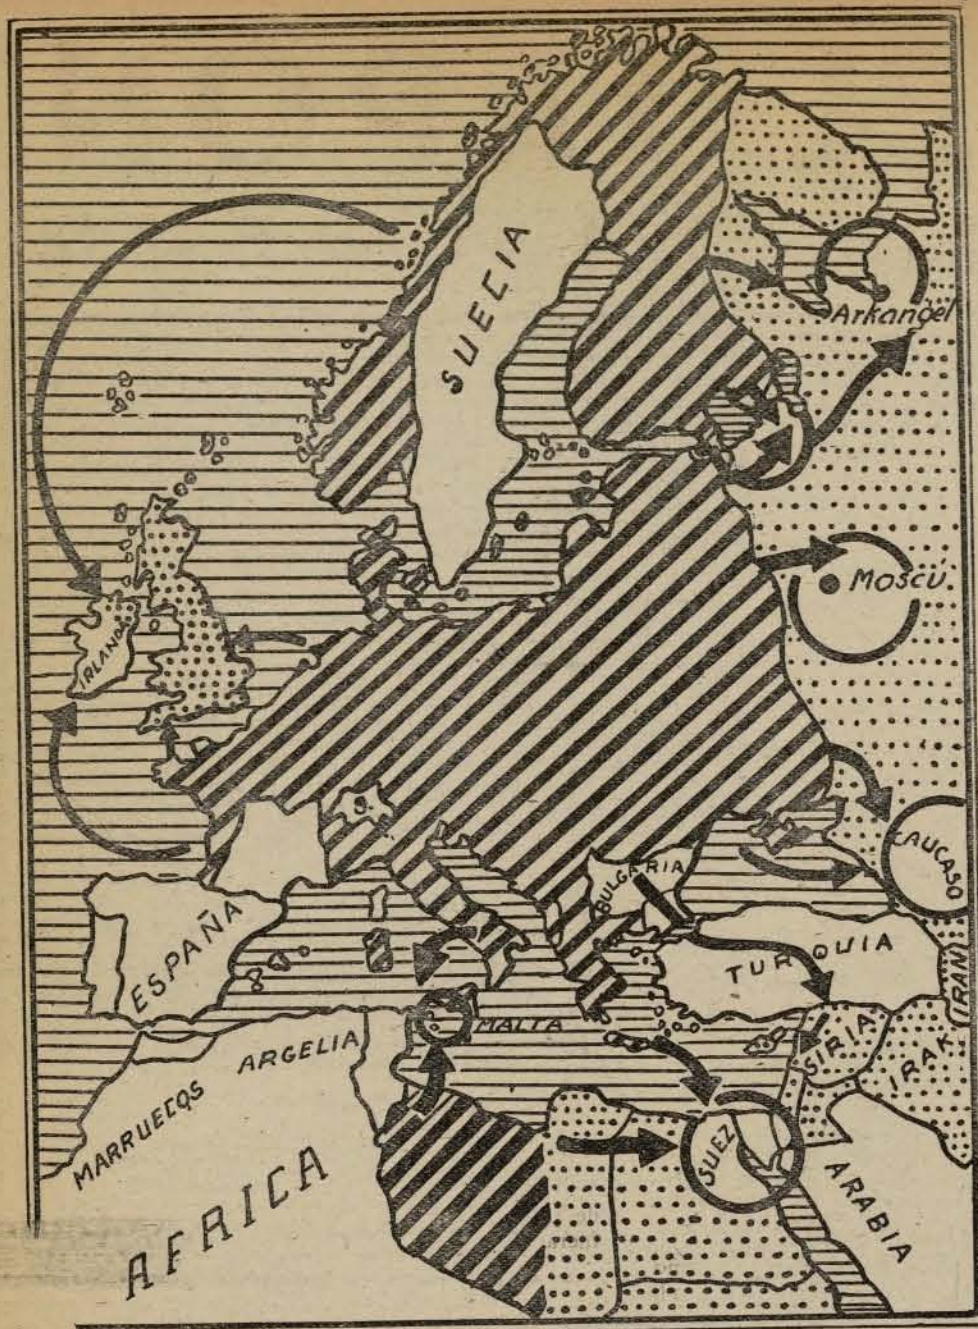 SUECIA
Arkangel
MOSCU.
IRLANDA
CAUCASO
S.
BULGARIA
ESPAÑA
TURQUIA
IRAN
MALTA
SIRIA
IRAK
ARGELIA
MARRUECOS
SUEZ
ARABIA
AFRICA